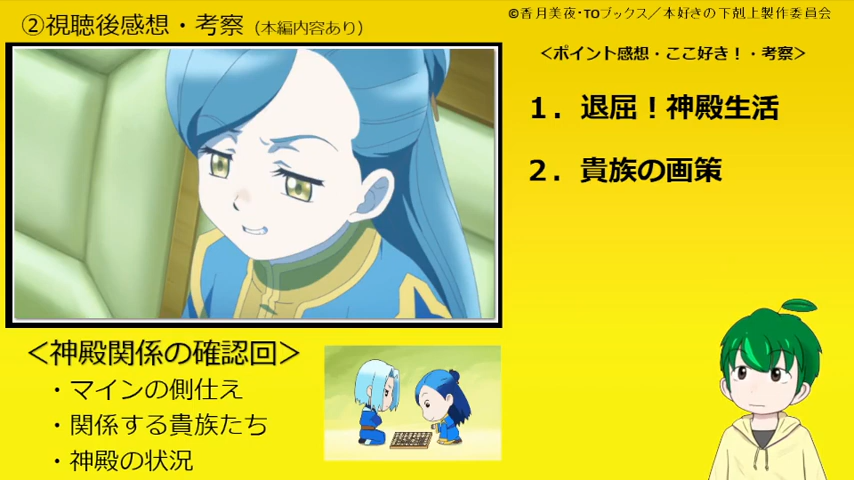 ②視聴後感想・考察（本編内容あり）
©香月美夜・TOブックス／本好きの下剋上製作委員会
＜ポイント感想・ここ好き！・考察＞
１．退屈！神殿生活
２．貴族の画策
＜神殿関係の確認回＞
・マインの側仕え
・関係する貴族たち
・神殿の状況